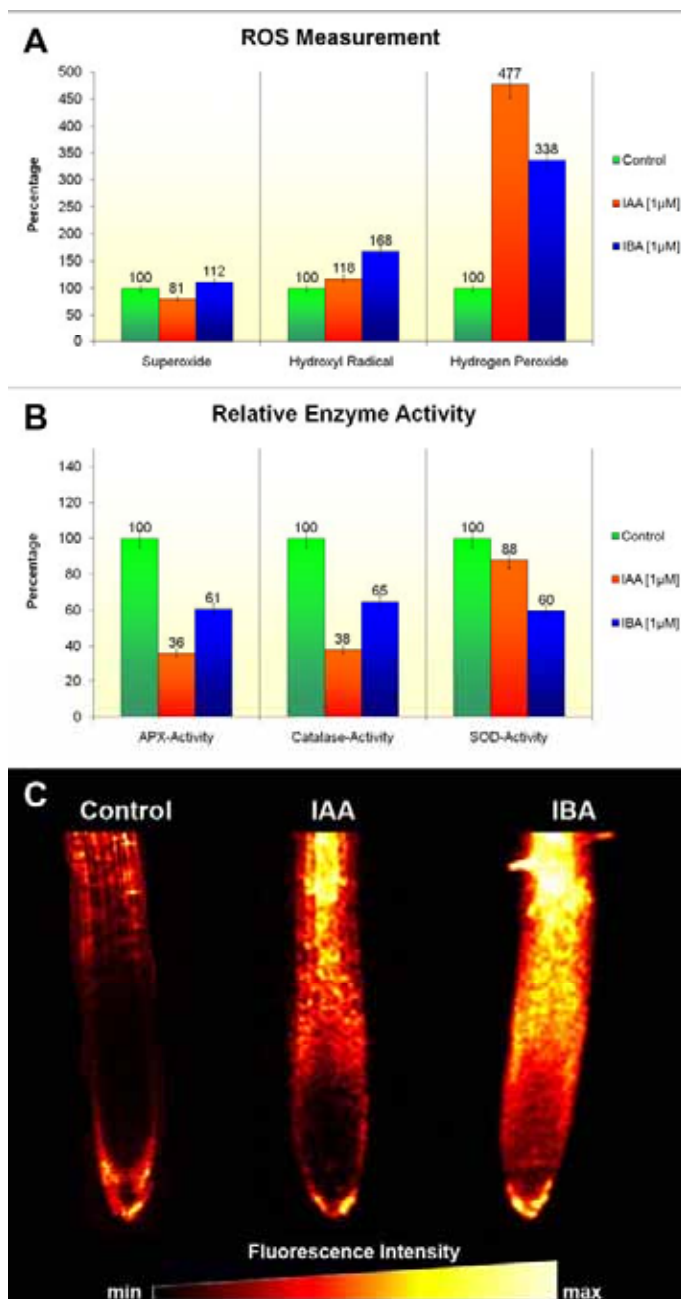 A
ROS Measurement
Percentage
500
450
400
350
300
250
200
150
100
50
0
100
81
112
100
118
168
100
477
338
Superoxide
Hydroxyl Radical
Hydrogen Peroxide
Control
IAA [1µM]
IBA [1µM]
B
Relative Enzyme Activity
Percentage
140
120
100
80
60
40
20
0
100
36
61
100
38
65
100
88
60
APX-Activity
Catalase-Activity
SOD-Activity
Control
IAA [1µM]
IBA [1µM]
C
Control IAA IBA
Fluorescence Intensity
min max